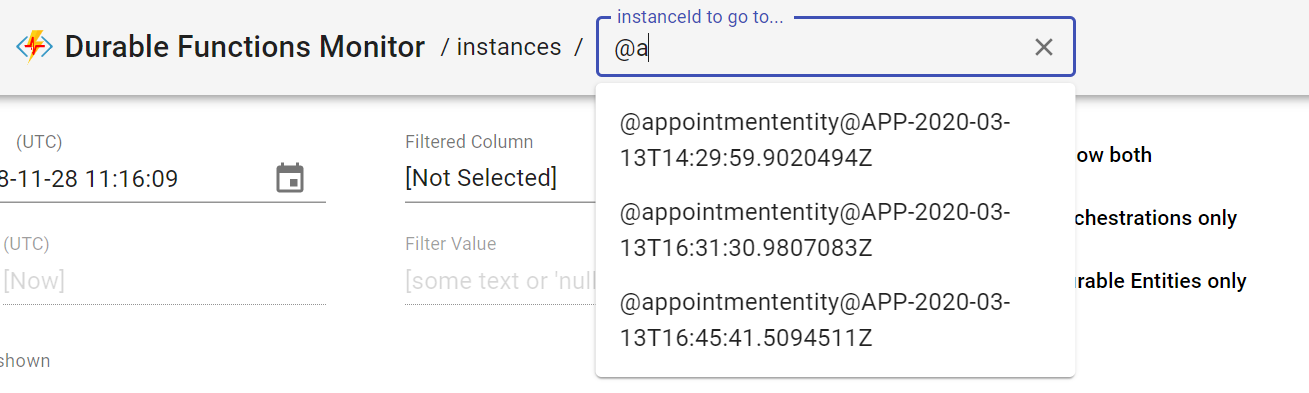 instanceId to go to...
Durable Functions Monitor / instances / @a
@appointmententity@APP-2020-03-
13T14:29:59.9020494Z
@appointmententity@APP-2020-03-
13T16:31:30.9807083Z
@appointmententity@APP-2020-03-
13T16:45:41.5094511Z
(UTC)
8-11-28 11:16:09
Filtered Column
[Not Selected]
ow both
(UTC)
[Now]
Filter Value
[some text or 'null
chestrations only
rable Entities only
shown